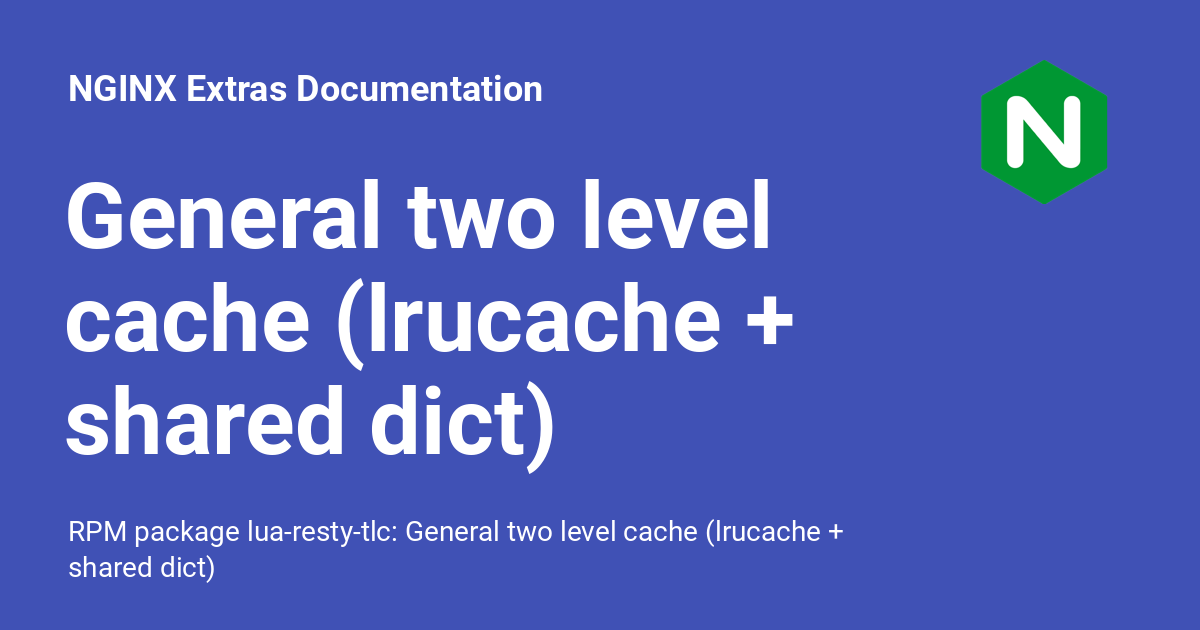 NGINX Extras Documentation
N
General two level
cache (lrucache +
shared dict)
RPM package lua-resty-tlc: General two level cache (lrucache +
shared dict)